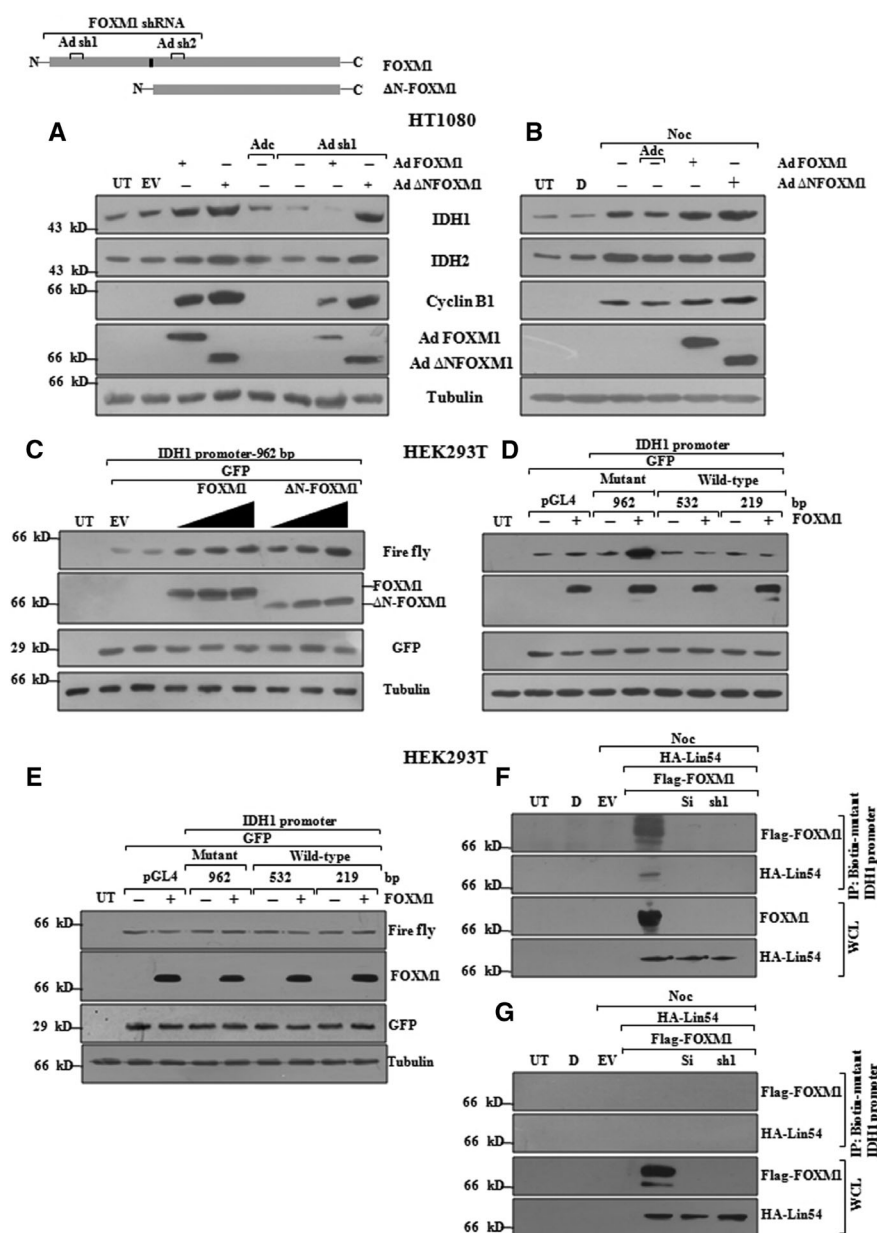 FOXM1 shRNA
Ad sh1 Ad sh2
N C FOXM1
N C ΔN-FOXM1
A HT1080
Adc Ad sh1
+ – – – + – Ad FOXM1
UT EV – + – – – + Ad ΔNFOXM1
43 kD IDH1
43 kD IDH2
66 kD Cyclin B1
Ad FOXM1
66 kD Ad ΔNFOXM1
66 kD Tubulin
B
Noc
Adc
– – + – Ad FOXM1
UT D – – – + Ad ΔNFOXM1
C HEK293T
IDH1 promoter-962 bp
GFP
FOXM1 ΔN-FOXM1
UT EV
66 kD Fire fly
FOXM1
66 kD ΔN-FOXM1
29 kD GFP
66 kD Tubulin
D
IDH1 promoter
GFP
Mutant Wild-type
pGL4 962 532 219 bp
UT – + – + – + – + FOXM1
HEK293T
E
IDH1 promoter
GFP
Mutant Wild-type
pGL4 962 532 219 bp
UT – + – + – + – + FOXM1
66 kD Fire fly
66 kD FOXM1
29 kD GFP
66 kD Tubulin
F
Noc
HA-Lin54
Flag-FOXM1
UT D EV Si sh1
66 kD Flag-FOXM1
66 kD HA-Lin54
IP: Biotin-mutant
IDH1 promoter
66 kD FOXM1
66 kD HA-Lin54
WCL
G
Noc
HA-Lin54
Flag-FOXM1
UT D EV Si sh1
66 kD Flag-FOXM1
66 kD HA-Lin54
IP: Biotin-mutant
IDH1 promoter
66 kD Flag-FOXM1
66 kD HA-Lin54
WCL